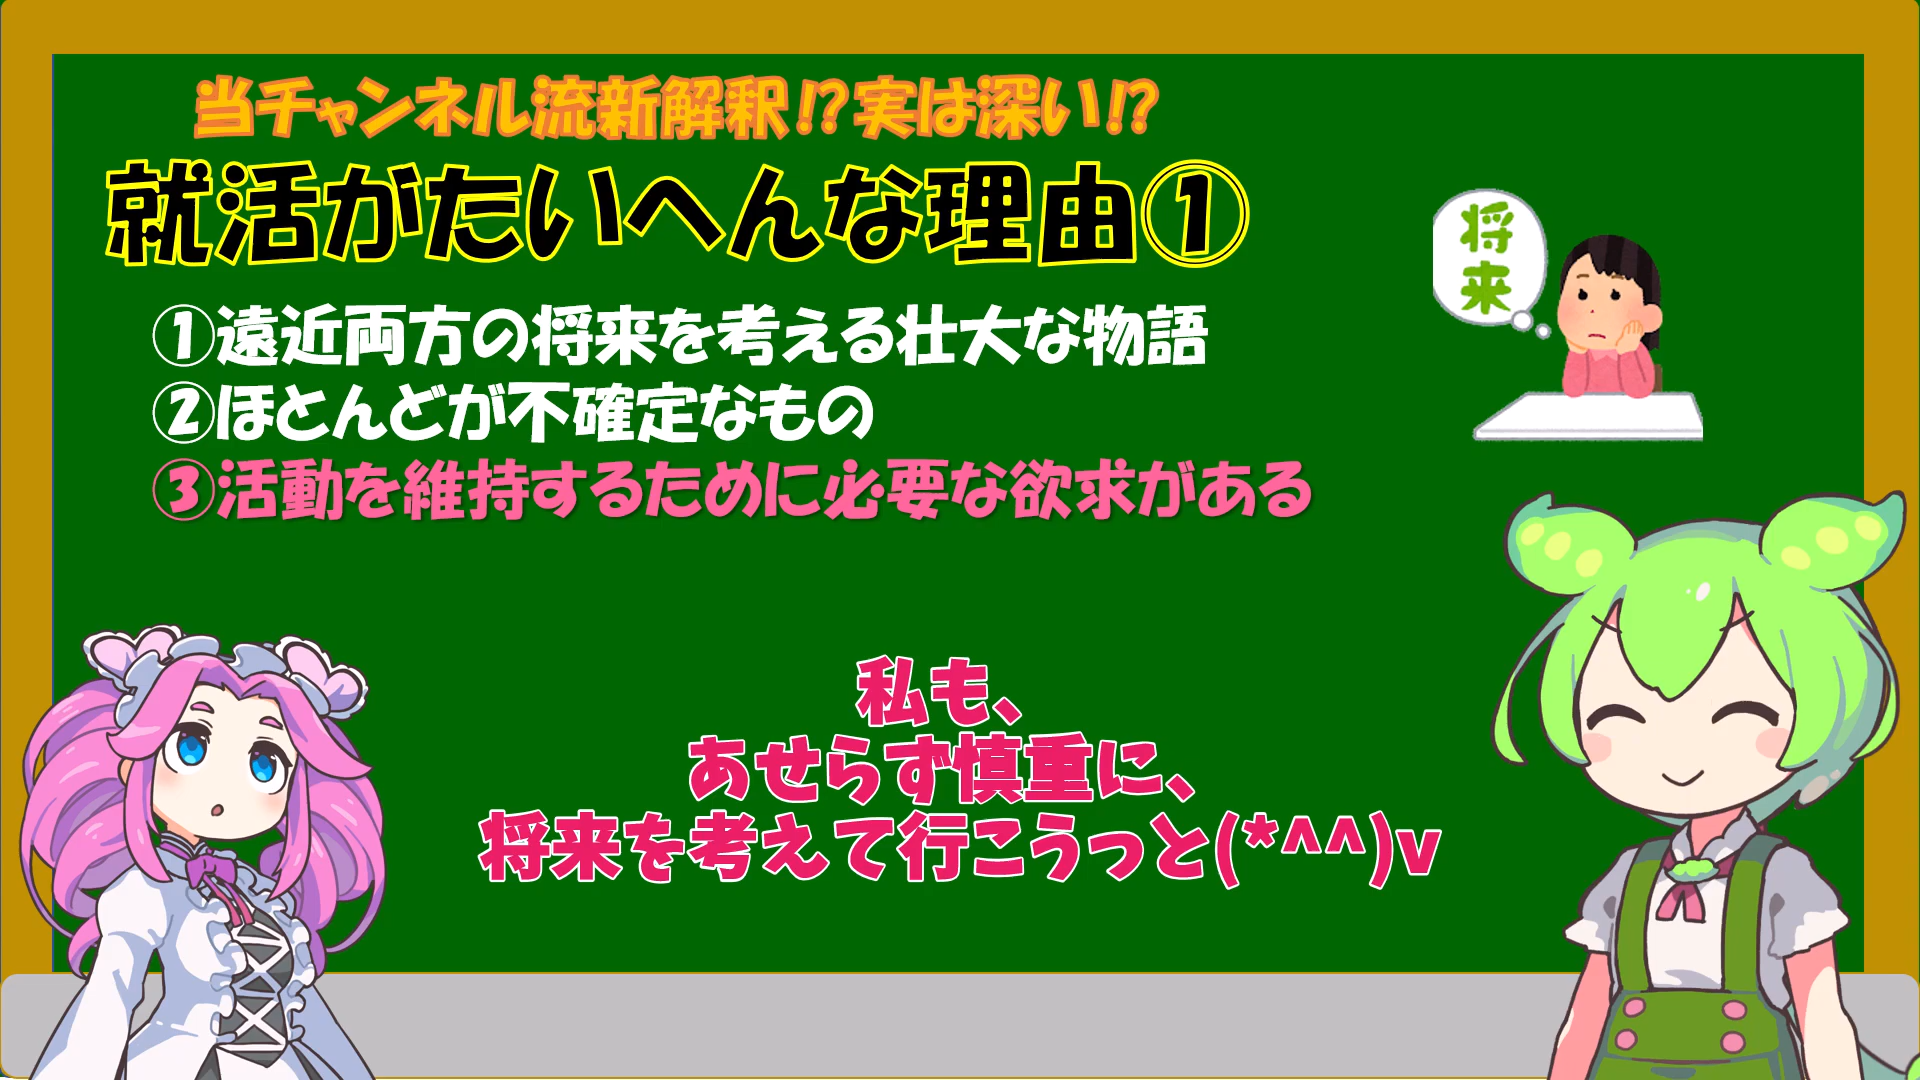 当チャンネル流新解釈⁉実は深い⁉
就活がたいへんな理由①
①遠近両方の将来を考える壮大な物語
②ほとんどが不確定なもの
③活動を維持するために必要な欲求がある
将
来
私も、
あせらず慎重に、
将来を考えて行こうっと(*^^)v